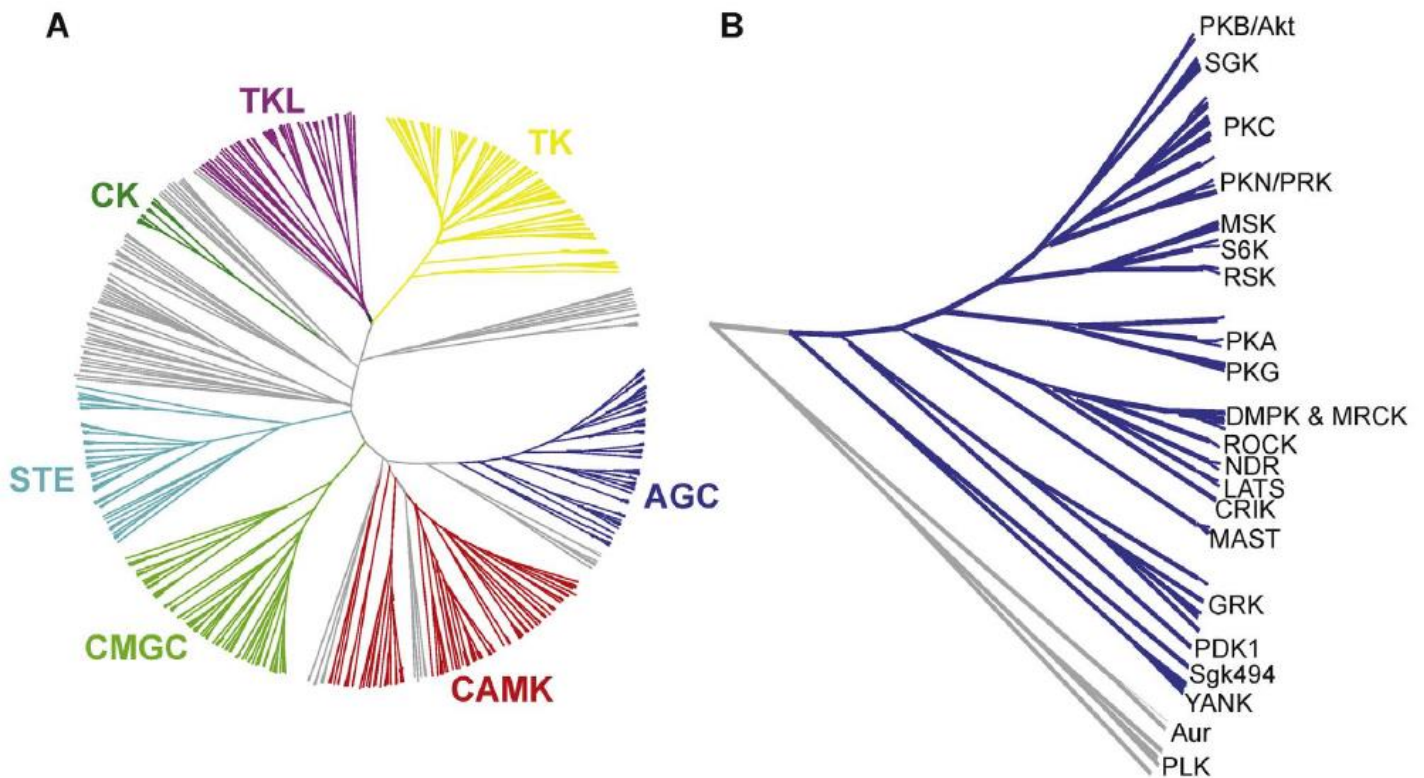 A
TKL
TK
CK
STE
AGC
CMGC
CAMK
B
PKB/Akt
SGK
PKC
PKN/PRK
MSK
S6K
RSK
PKA
PKG
DMPK & MRCK
ROCK
NDR
LATS
CRIK
MAST
GRK
PDK1
Sgk494
YANK
Aur
PLK